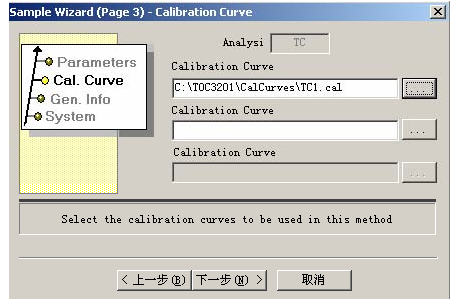 Sample Wizard (Page 3) - Calibration Curve
Analysi TC
Parameters
Cal. Curve
Gen. Info
System
Calibration Curve
C:\TOC3201\CalCurves\TC1.cal
...
Calibration Curve
...
Calibration Curve
...
Select the calibration curves to be used in this method
< 上一步(B) 下一步(N) > 取消